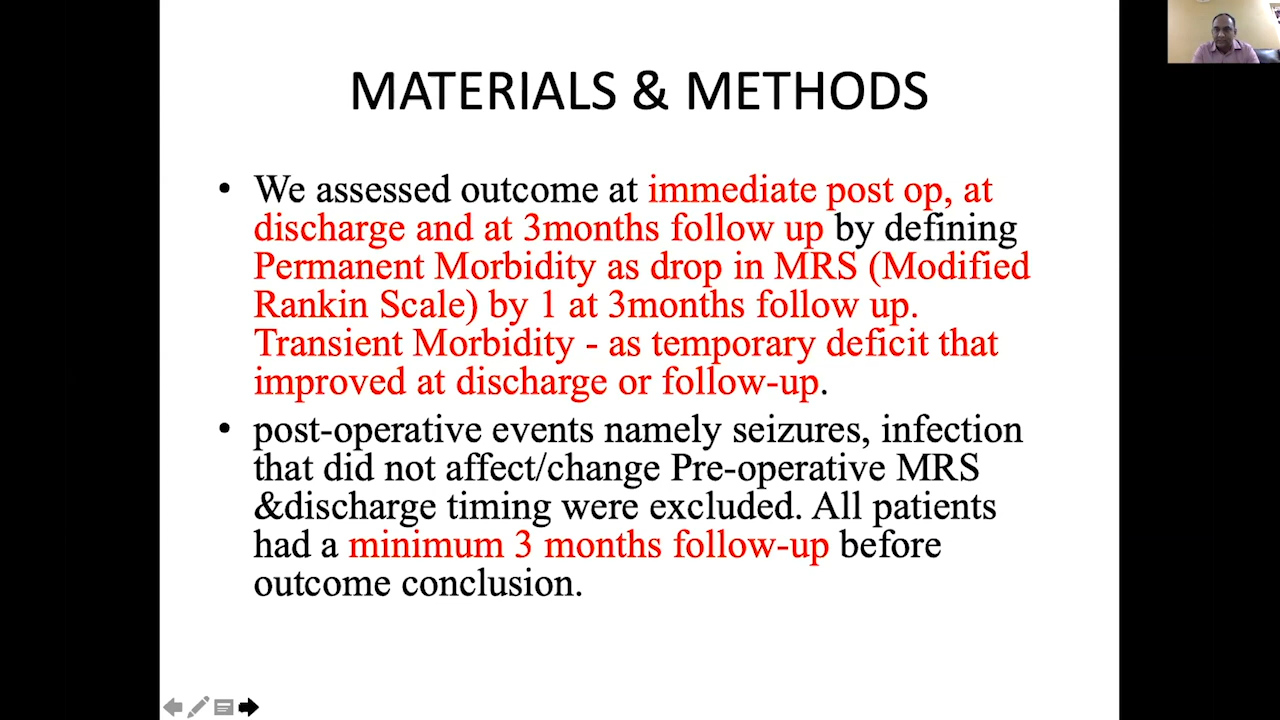 MATERIALS & METHODS
• We assessed outcome at immediate post op, at
discharge and at 3months follow up by defining
Permanent Morbidity as drop in MRS (Modified
Rankin Scale) by 1 at 3months follow up.
Transient Morbidity - as temporary deficit that
improved at discharge or follow-up.
• post-operative events namely seizures, infection
that did not affect/change Pre-operative MRS
&discharge timing were excluded. All patients
had a minimum 3 months follow-up before
outcome conclusion.